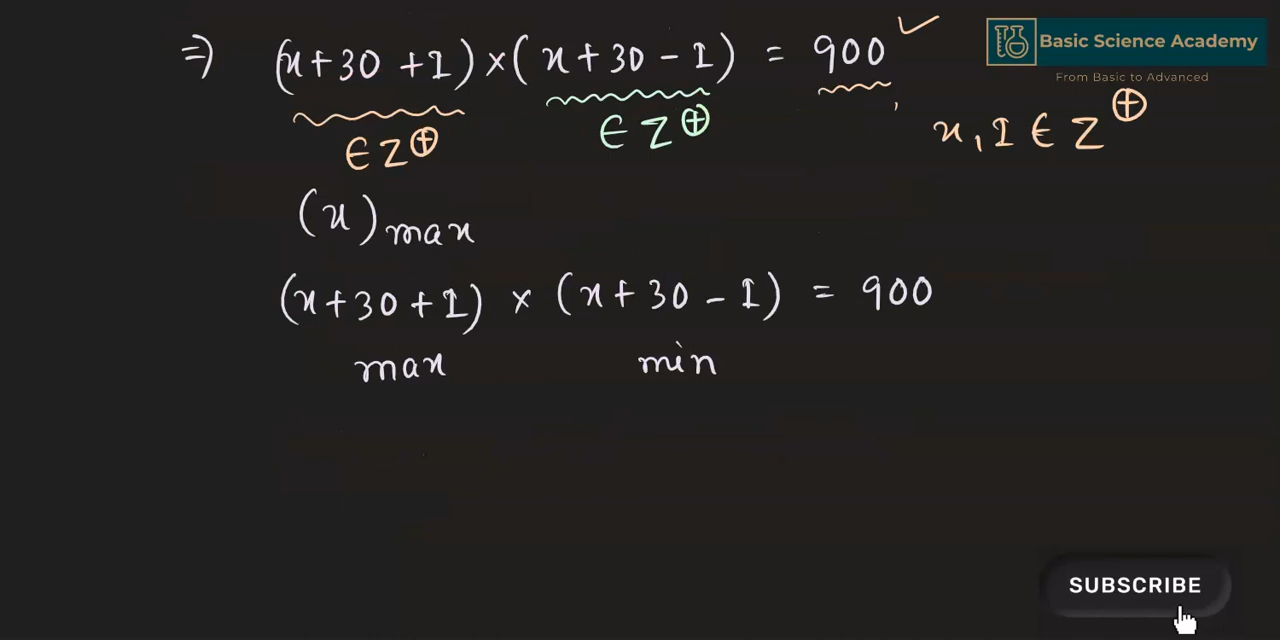 ⇒ (x+30+I)×(x+30-I) = 900 ✓
Basic Science Academy
From Basic to Advanced
∈ Z⊕ ∈ Z⊕ , x, I ∈ Z⊕
(x)max
(x+30+I) × (x+30-I) = 900
max min
SUBSCRIBE